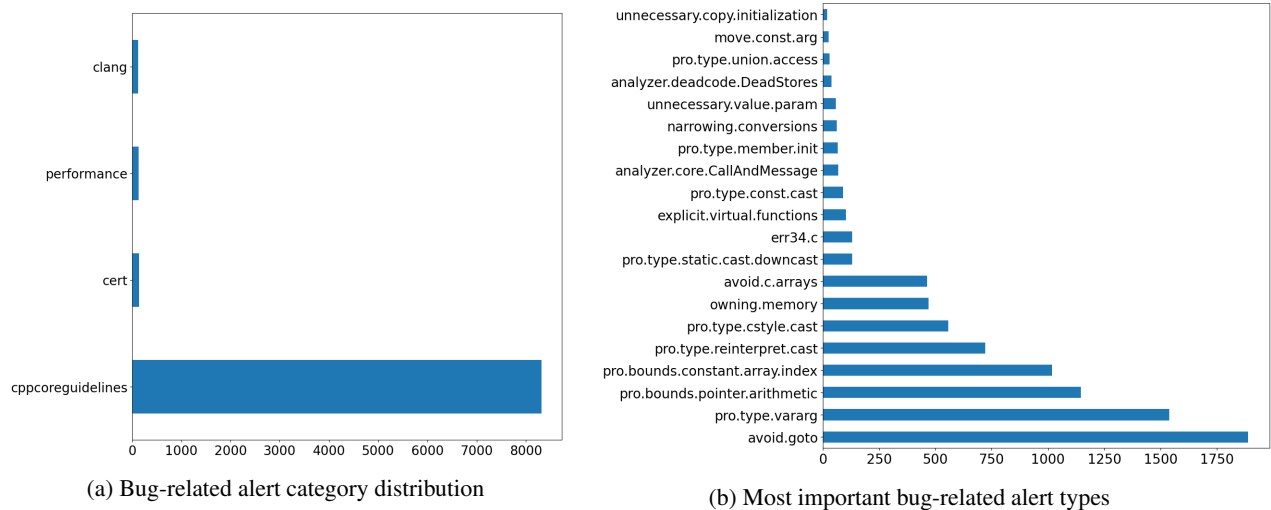 clang
performance
cert
cppcoreguidelines
0 1000 2000 3000 4000 5000 6000 7000 8000
(a) Bug-related alert category distribution
unnecessary.copy.initialization
move.const.arg
pro.type.union.access
analyzer.deadcode.DeadStores
unnecessary.value.param
narrowing.conversions
pro.type.member.init
analyzer.core.CallAndMessage
pro.type.const.cast
explicit.virtual.functions
err34.c
pro.type.static.cast.downcast
avoid.c.arrays
owning.memory
pro.type.cstyle.cast
pro.type.reinterpret.cast
pro.bounds.constant.array.index
pro.bounds.pointer.arithmetic
pro.type.vararg
avoid.goto
0 250 500 750 1000 1250 1500 1750
(b) Most important bug-related alert types